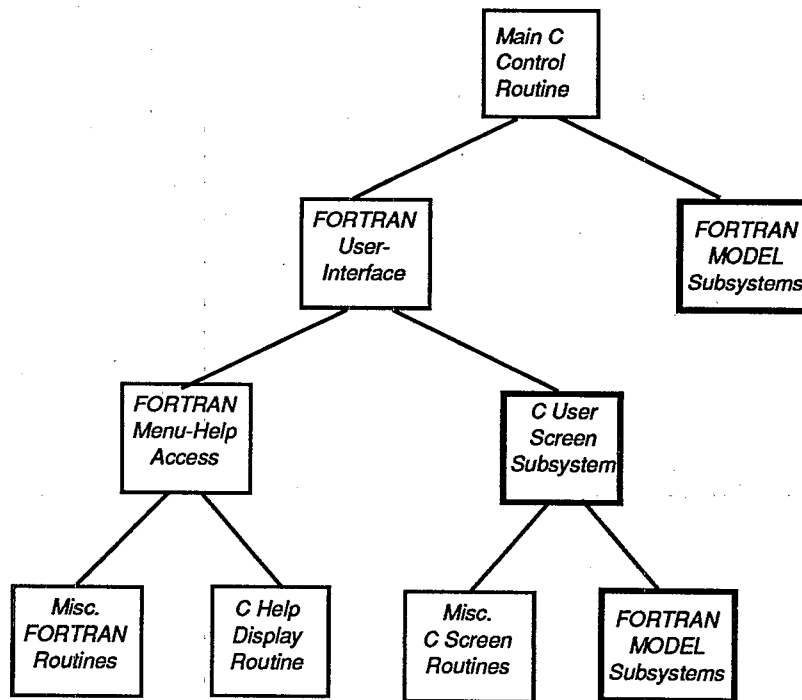 Main C
Control
Routine
FORTRAN
User-
Interface
FORTRAN
MODEL
Subsystems
FORTRAN
Menu-Help
Access
C User
Screen
Subsystem
Misc.
FORTRAN
Routines
C Help
Display
Routine
Misc.
C Screen
Routines
FORTRAN
MODEL
Subsystems